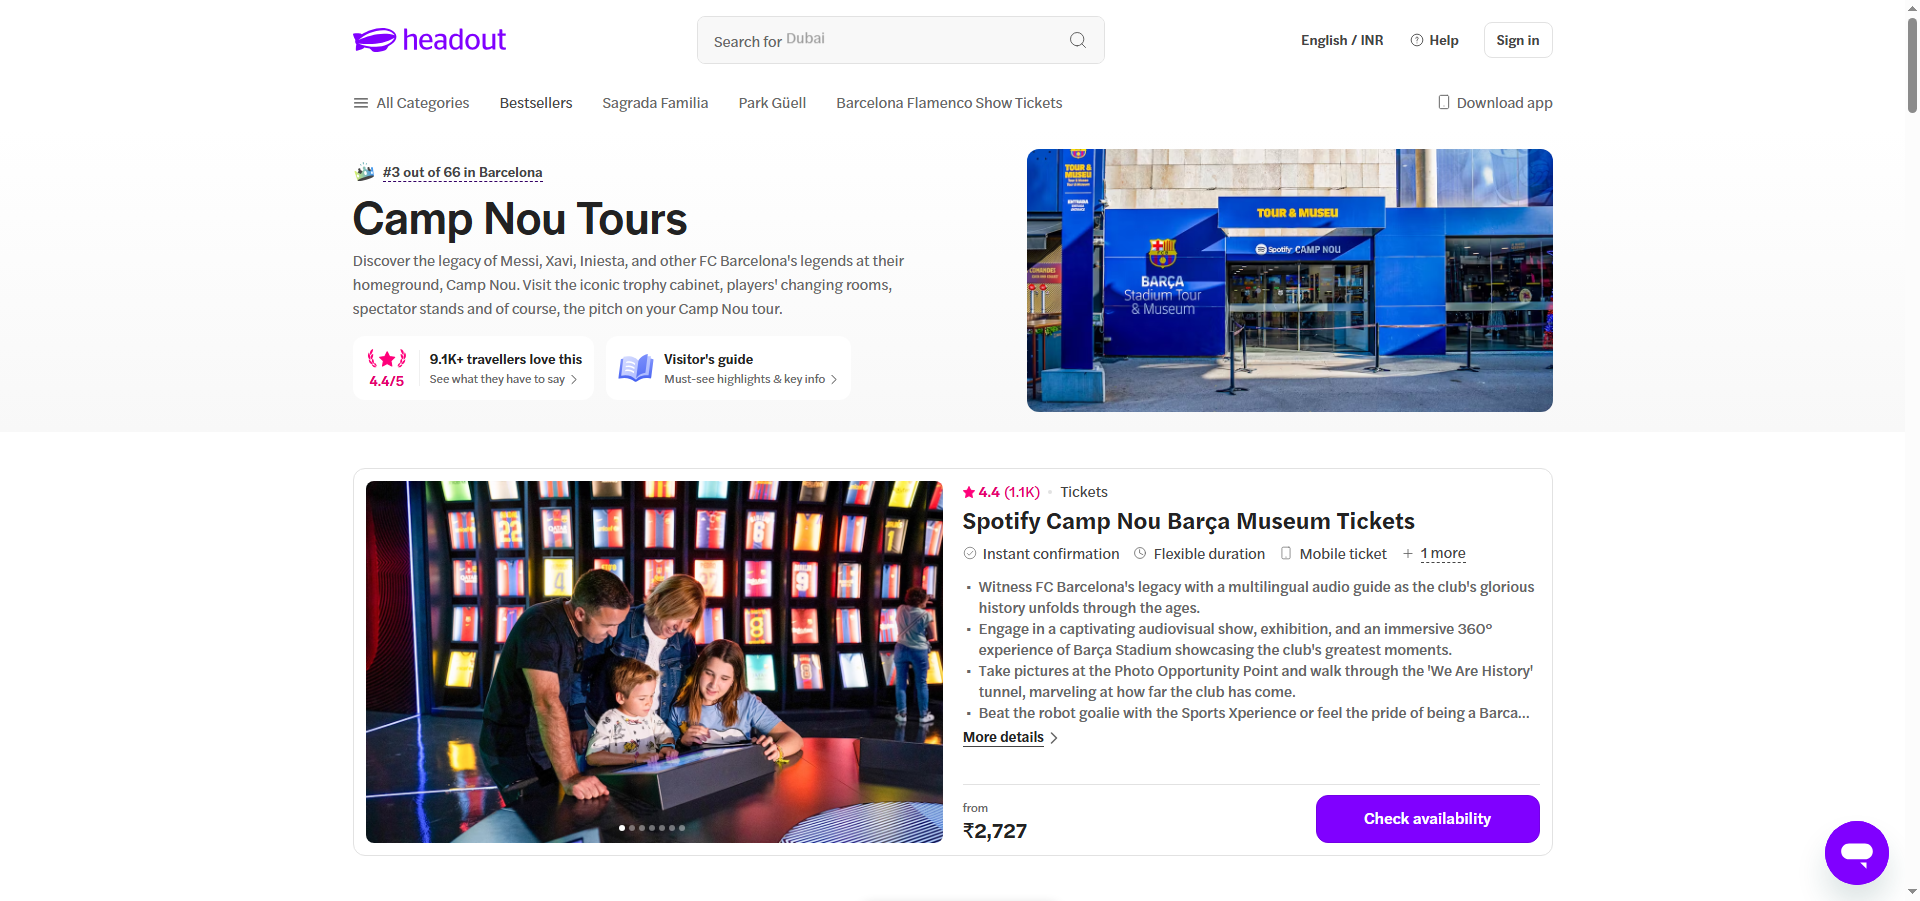 headout
Search for Dubai
English / INR
Help
Sign in
All Categories
Bestsellers
Sagrada Familia
Park Güell
Barcelona Flamenco Show Tickets
Download app
#3 out of 66 in Barcelona
Camp Nou Tours
Discover the legacy of Messi, Xavi, Iniesta, and other FC Barcelona's legends at their
homeground, Camp Nou. Visit the iconic trophy cabinet, players' changing rooms,
spectator stands and of course, the pitch on your Camp Nou tour.
4.4/5
9.1K+ travellers love this
See what they have to say
Visitor's guide
Must-see highlights & key info
TOUR &
MUSEU
TOUR & MUSEU
Spotify CAMP NOU
BARÇA
Stadium Tour
& Museum
4.4 (1.1K) • Tickets
Spotify Camp Nou Barça Museum Tickets
Instant confirmation
Flexible duration
Mobile ticket
+ 1 more
• Witness FC Barcelona's legacy with a multilingual audio guide as the club's glorious
history unfolds through the ages.
• Engage in a captivating audiovisual show, exhibition, and an immersive 360°
experience of Barça Stadium showcasing the club's greatest moments.
• Take pictures at the Photo Opportunity Point and walk through the 'We Are History'
tunnel, marveling at how far the club has come.
• Beat the robot goalie with the Sports Xperience or feel the pride of being a Barca...
More details
from
₹2,727
Check availability